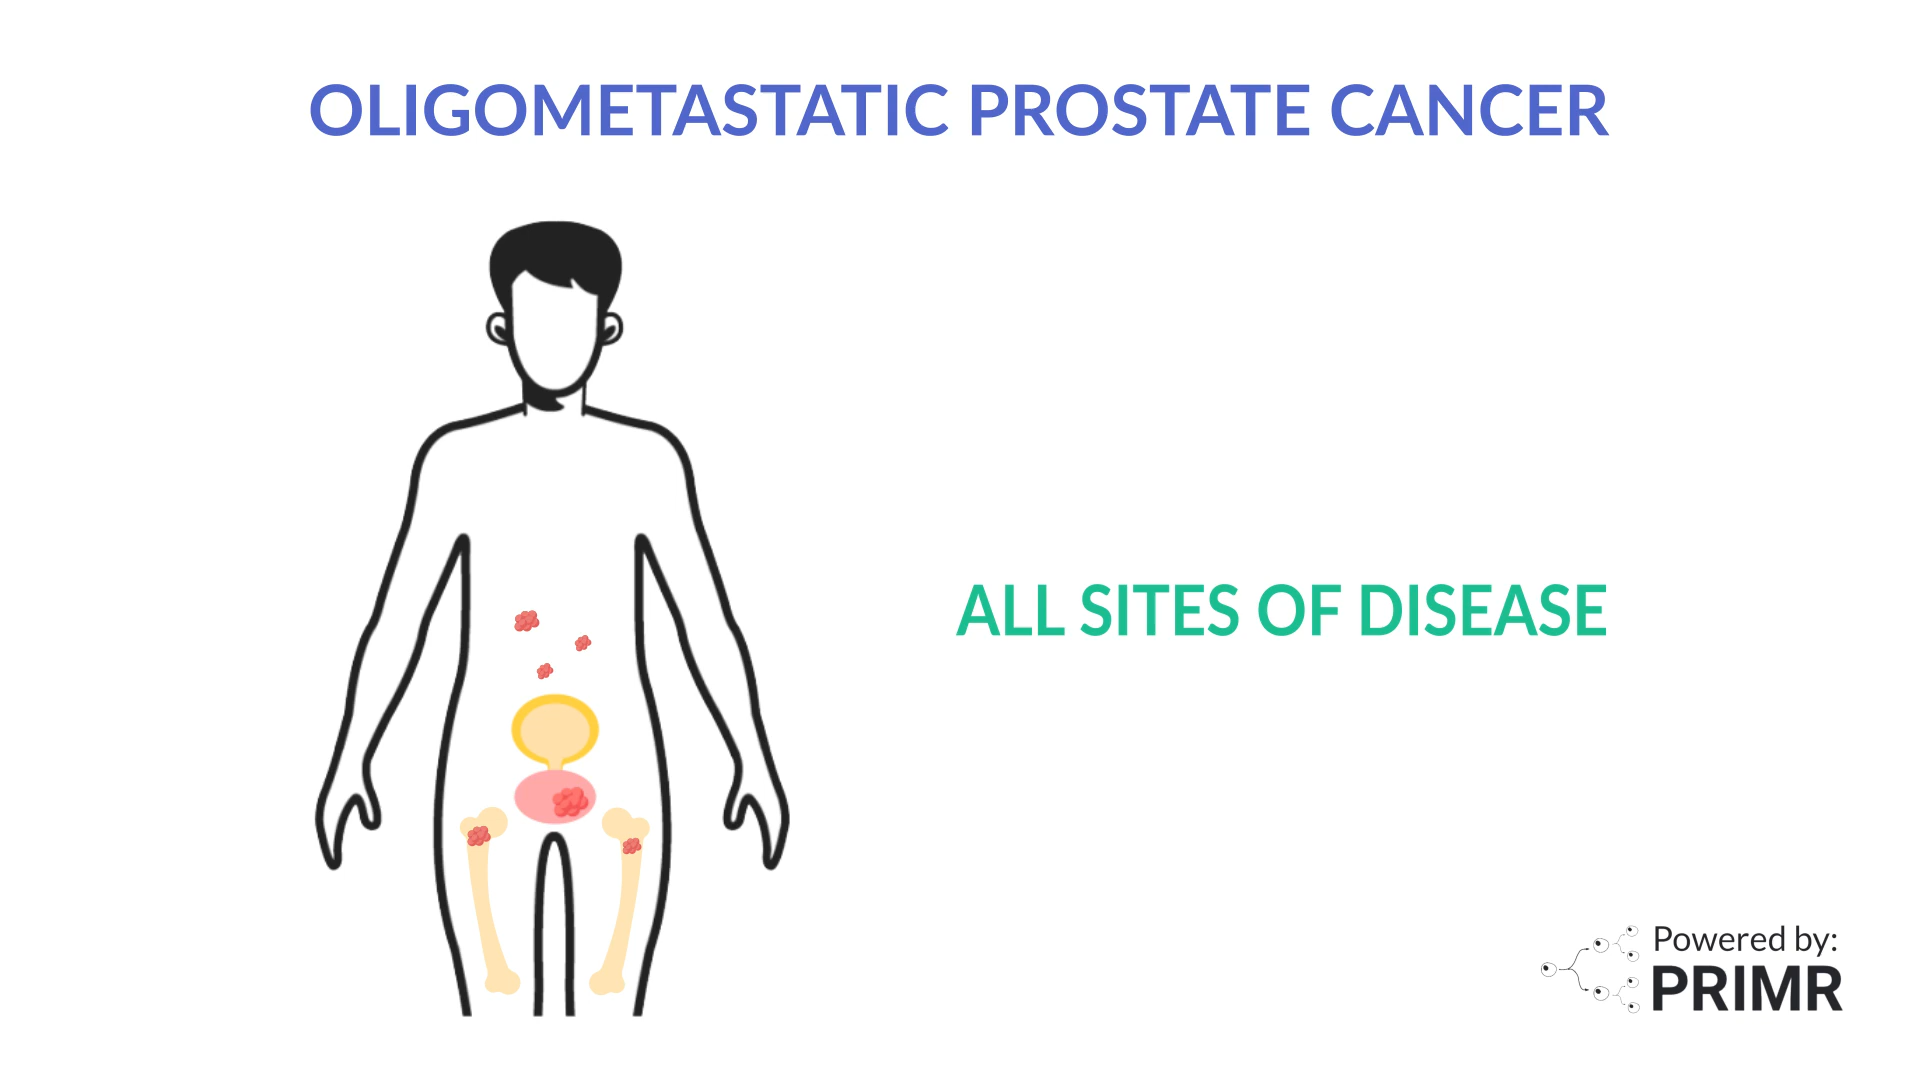 OLIGOMETASTATIC PROSTATE CANCER
ALL SITES OF DISEASE
Powered by:
PRIMR